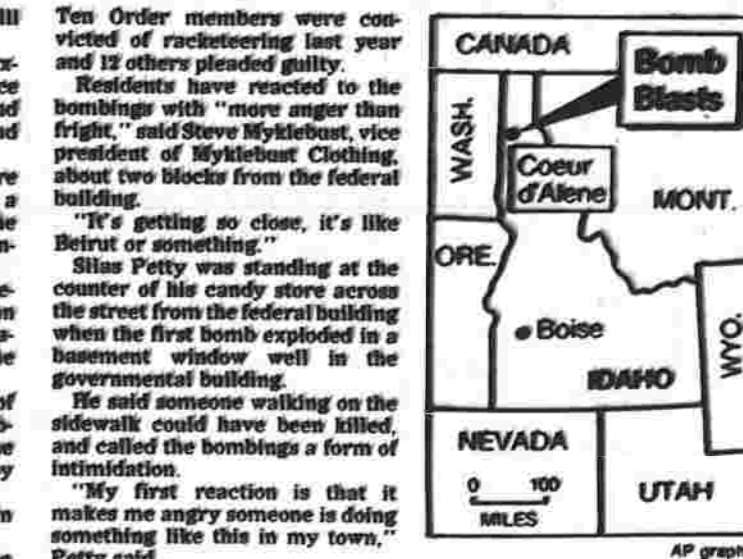 Ten Order members were con-
victed of racketeering last year
and 12 others pleaded guilty.
Residents have reacted to the
bombings with "more anger than
fright," said Steve Myklebust, vice
president of Myklebust Clothing,
about two blocks from the federal
building.
"It's getting so close, it's like
Beirut or something."
Silas Petty was standing at the
counter of his candy store across
the street from the federal building
when the first bomb exploded in a
basement window well in the
governmental building.
He said someone walking on the
sidewalk could have been killed,
and called the bombings a form of
intimidation.
"My first reaction is that it
makes me angry someone is doing
something like this in my town,"
Petty said.
CANADA
Bomb
Blasts
WASH.
Coeur
d'Alene
MONT.
ORE.
Boise
WYO.
IDAHO
NEVADA
0 100
MILES
UTAH
AP